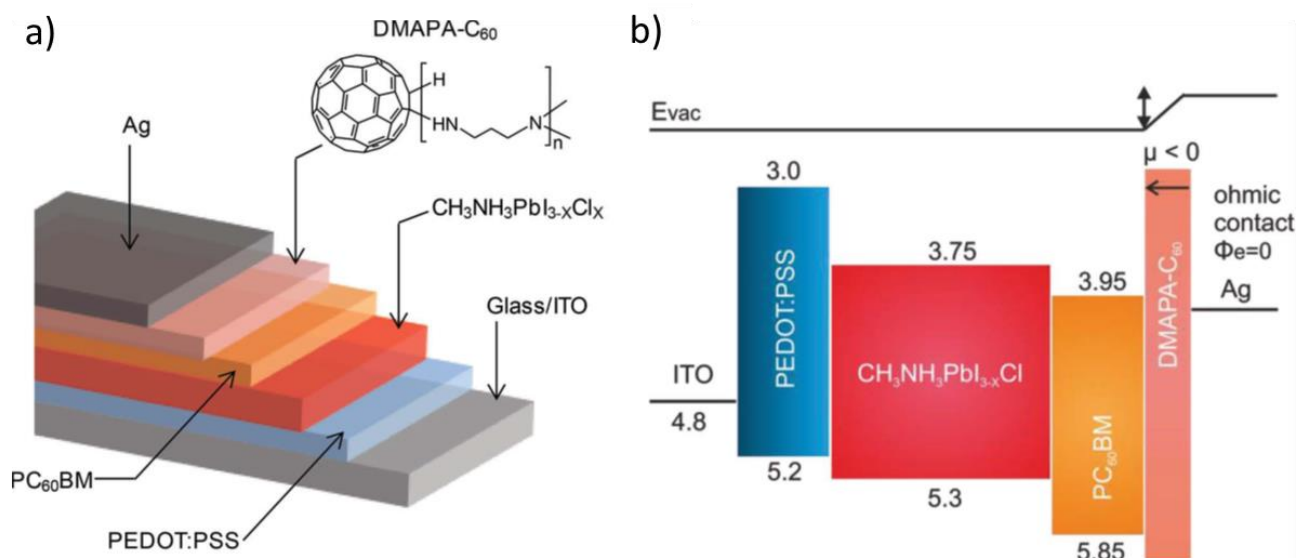 a)
DMAPA-C₆₀
H
HN
N
n
Ag
CH₃NH₃PbI₃₋ₓClₓ
Glass/ITO
PC₆₀BM
PEDOT:PSS
b)
Evac
μ < 0
3.0
ohmic
contact
Φe=0
3.75
3.95
Ag
PEDOT:PSS
CH₃NH₃PbI₃₋ₓCl
PC₆₀BM
DMAPA-C₆₀
ITO
4.8
5.2
5.3
5.85